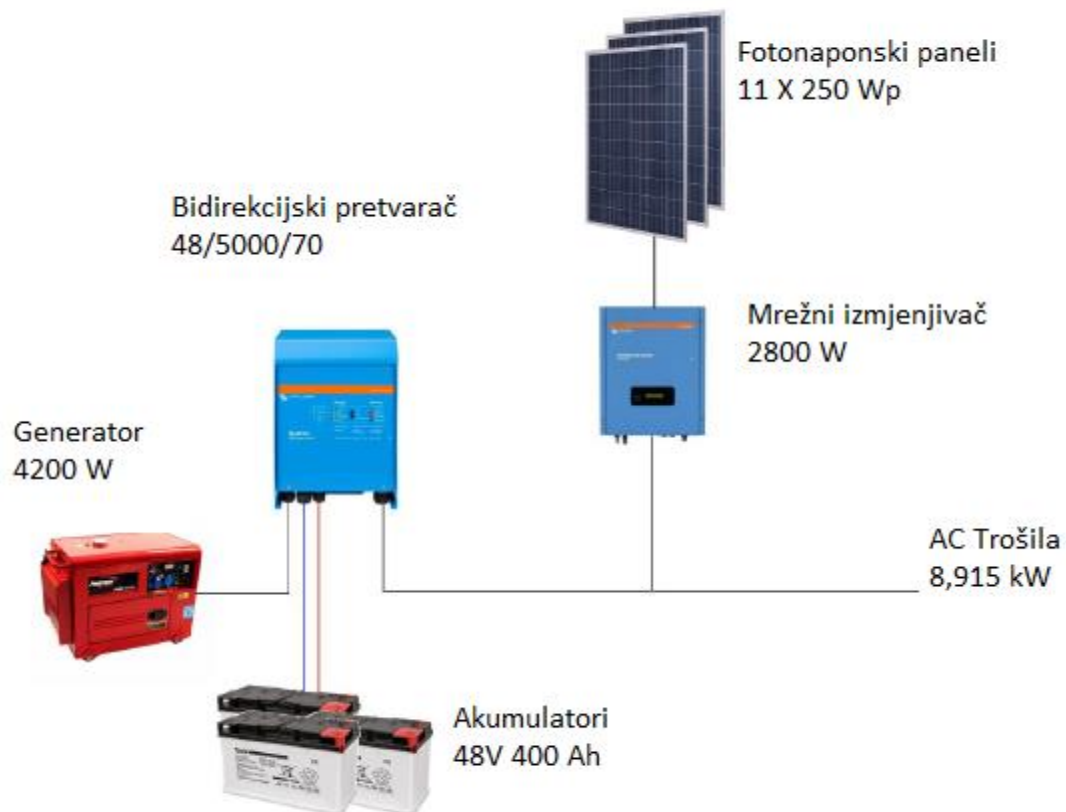 Fotonaponski paneli
11 X 250 Wp
Bidirekcijski pretvarač
48/5000/70
Mrežni izmjenjivač
2800 W
Generator
4200 W
AC Trošila
8,915 kW
Akumulatori
48V 400 Ah